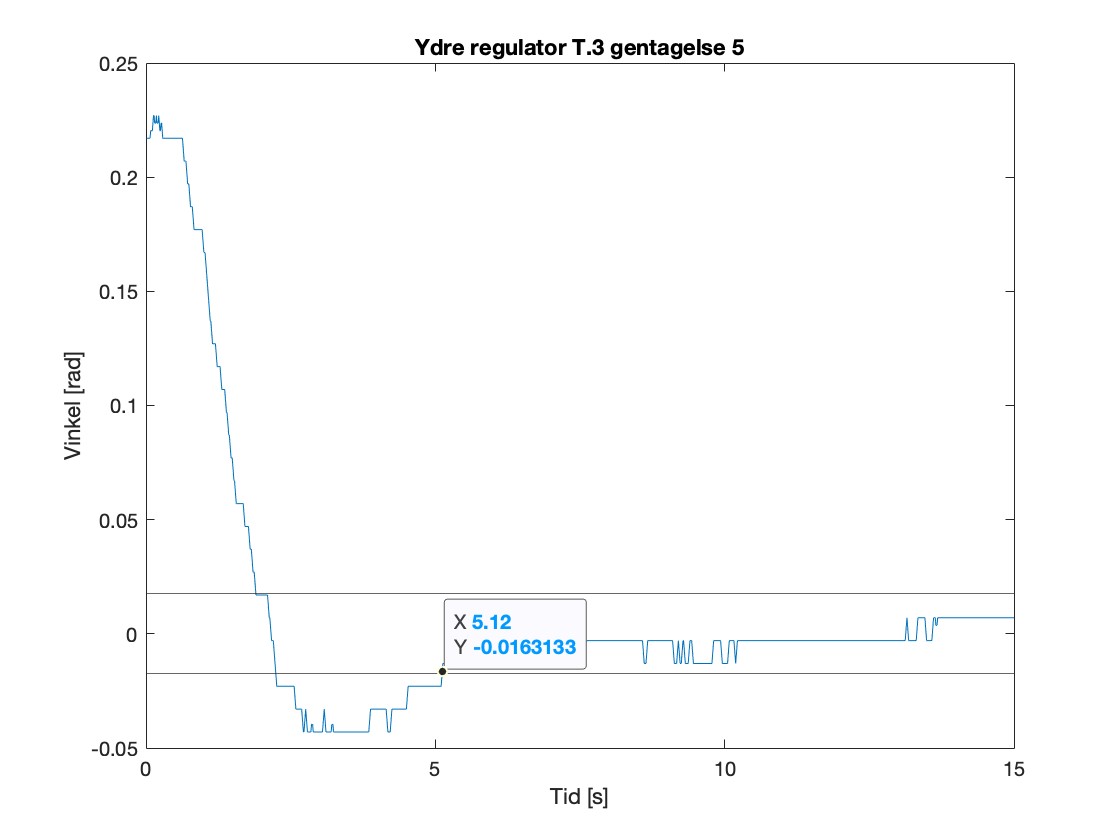 Ydre regulator T.3 gentagelse 5
0.25
0.2
0.15
0.1
0.05
0
-0.05
Vinkel [rad]
X 5.12
Y -0.0163133
0 5 10 15
Tid [s]